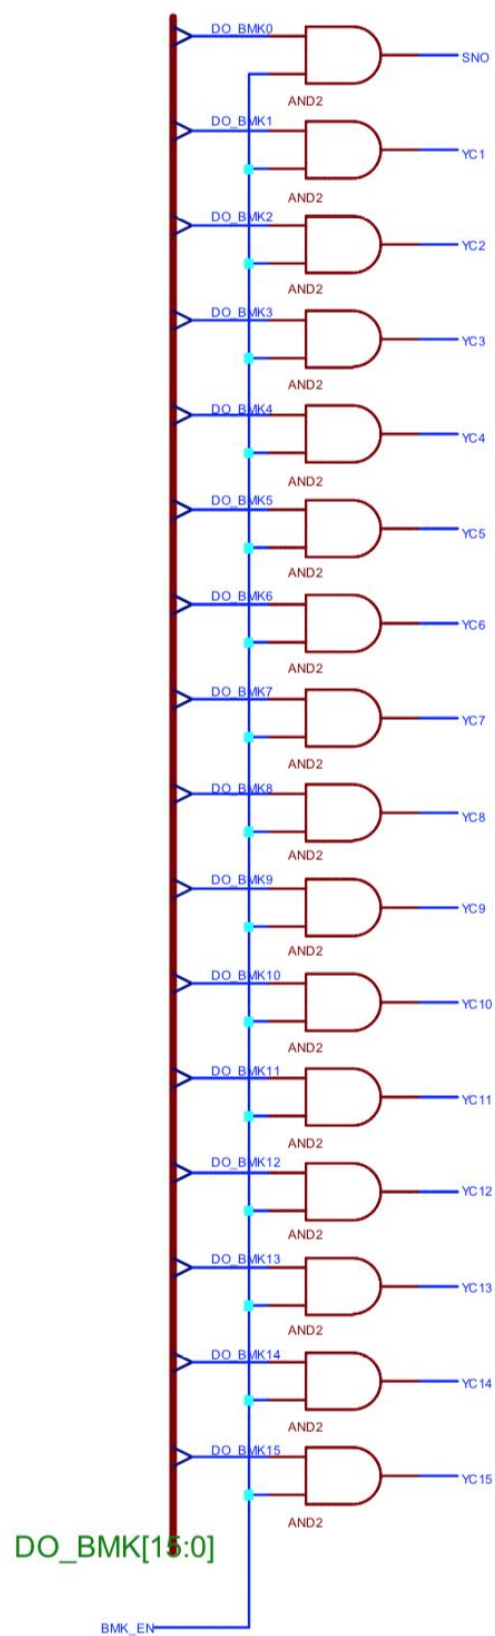 DO_BMK0
SNO
AND2
DO_BMK1
YC1
AND2
DO_BMK2
YC2
AND2
DO_BMK3
YC3
AND2
DO_BMK4
YC4
AND2
DO_BMK5
YC5
AND2
DO_BMK6
YC6
AND2
DO_BMK7
YC7
AND2
DO_BMK8
YC8
AND2
DO_BMK9
YC9
AND2
DO_BMK10
YC10
AND2
DO_BMK11
YC11
AND2
DO_BMK12
YC12
AND2
DO_BMK13
YC13
AND2
DO_BMK14
YC14
AND2
DO_BMK15
YC15
AND2
DO_BMK[15:0]
BMK_EN